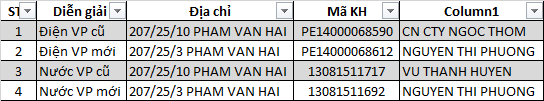 ST Diễn giải Địa chỉ Mã KH Column1
1 Điện VP cũ 207/25/10 PHAM VAN HAI PE14000068590 CN CTY NGOC THOM
2 Điện VP mới 207/25/3 PHAM VAN HAI PE14000068612 NGUYEN THI PHUONG
3 Nước VP cũ 207/25/10 PHAM VAN HAI 13081511717 VU THANH HUYEN
4 Nước VP mới 207/25/3 PHAM VAN HAI 13081511692 NGUYEN THI PHUONG